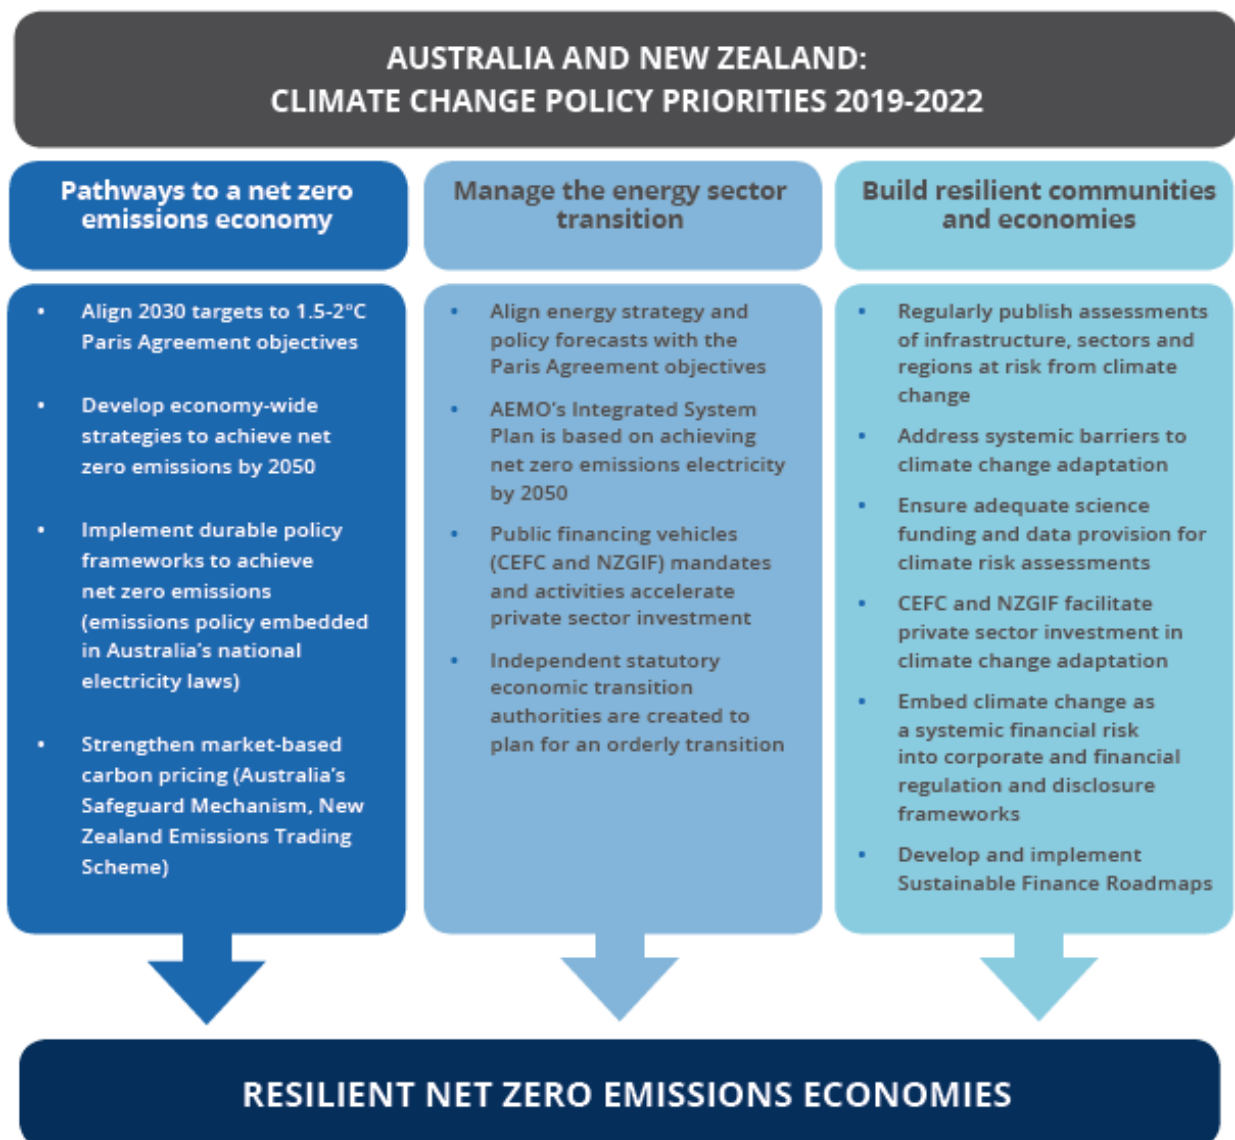 AUSTRALIA AND NEW ZEALAND:
CLIMATE CHANGE POLICY PRIORITIES 2019-2022
Pathways to a net zero
emissions economy
• Align 2030 targets to 1.5-2°C
Paris Agreement objectives
• Develop economy-wide
strategies to achieve net
zero emissions by 2050
• Implement durable policy
frameworks to achieve
net zero emissions
(emissions policy embedded
in Australia's national
electricity laws)
• Strengthen market-based
carbon pricing (Australia's
Safeguard Mechanism, New
Zealand Emissions Trading
Scheme)
Manage the energy sector
transition
• Align energy strategy and
policy forecasts with the
Paris Agreement objectives
• AEMO's Integrated System
Plan is based on achieving
net zero emissions electricity
by 2050
• Public financing vehicles
(CEFC and NZGIF) mandates
and activities accelerate
private sector investment
• Independent statutory
economic transition
authorities are created to
plan for an orderly transition
Build resilient communities
and economies
• Regularly publish assessments
of infrastructure, sectors and
regions at risk from climate
change
• Address systemic barriers to
climate change adaptation
• Ensure adequate science
funding and data provision for
climate risk assessments
• CEFC and NZGIF facilitate
private sector investment in
climate change adaptation
• Embed climate change as
a systemic financial risk
into corporate and financial
regulation and disclosure
frameworks
• Develop and implement
Sustainable Finance Roadmaps
RESILIENT NET ZERO EMISSIONS ECONOMIES